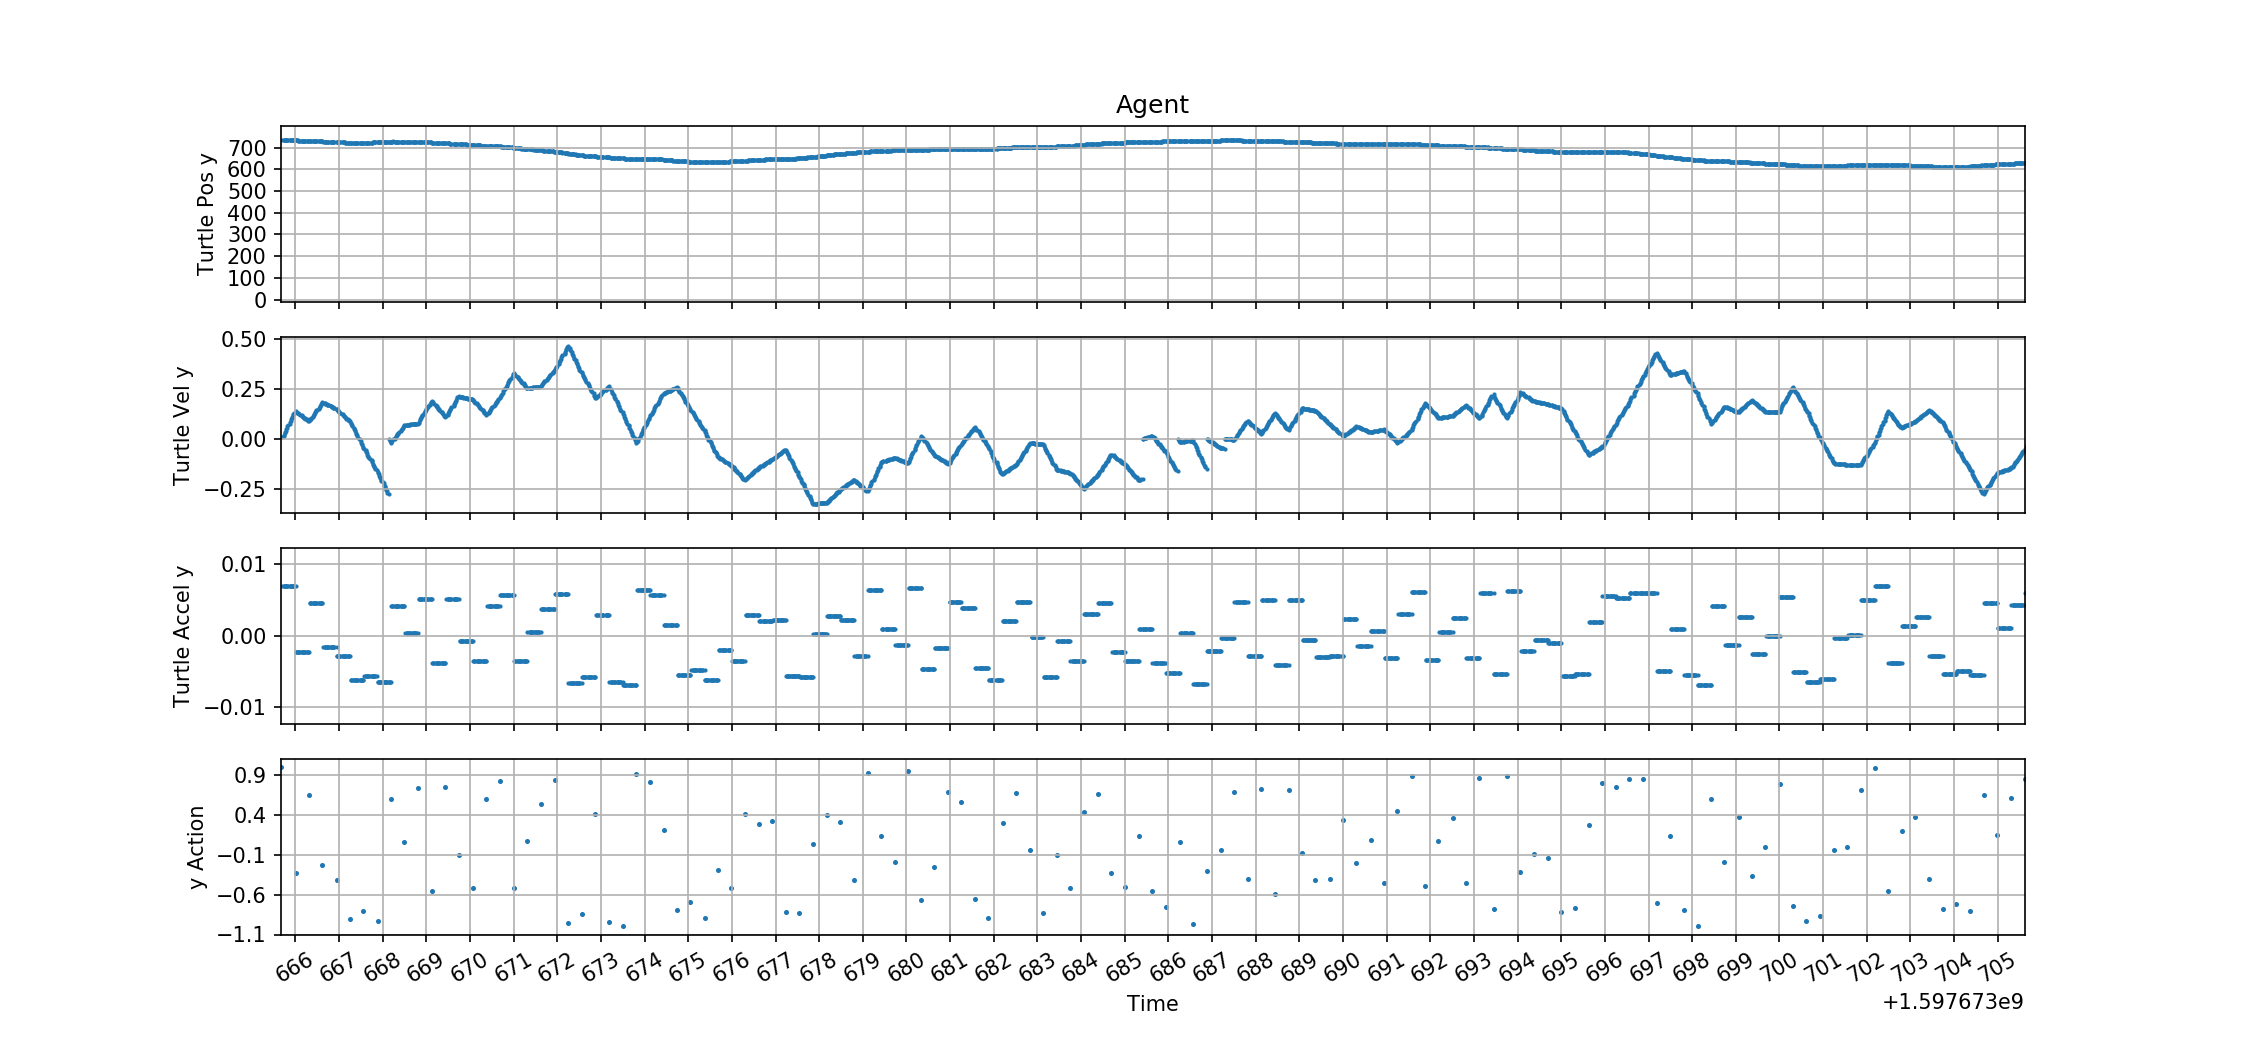 Agent
Turtle Pos y
700
600
500
400
300
200
100
0
Turtle Vel y
0.50
0.25
0.00
−0.25
Turtle Accel y
0.01
0.00
−0.01
y Action
0.9
0.4
−0.1
−0.6
−1.1
666 667 668 669 670 671 672 673 674 675 676 677 678 679 680 681 682 683 684 685 686 687 688 689 690 691 692 693 694 695 696 697 698 699 700 701 702 703 704 705
Time
+1.597673e9